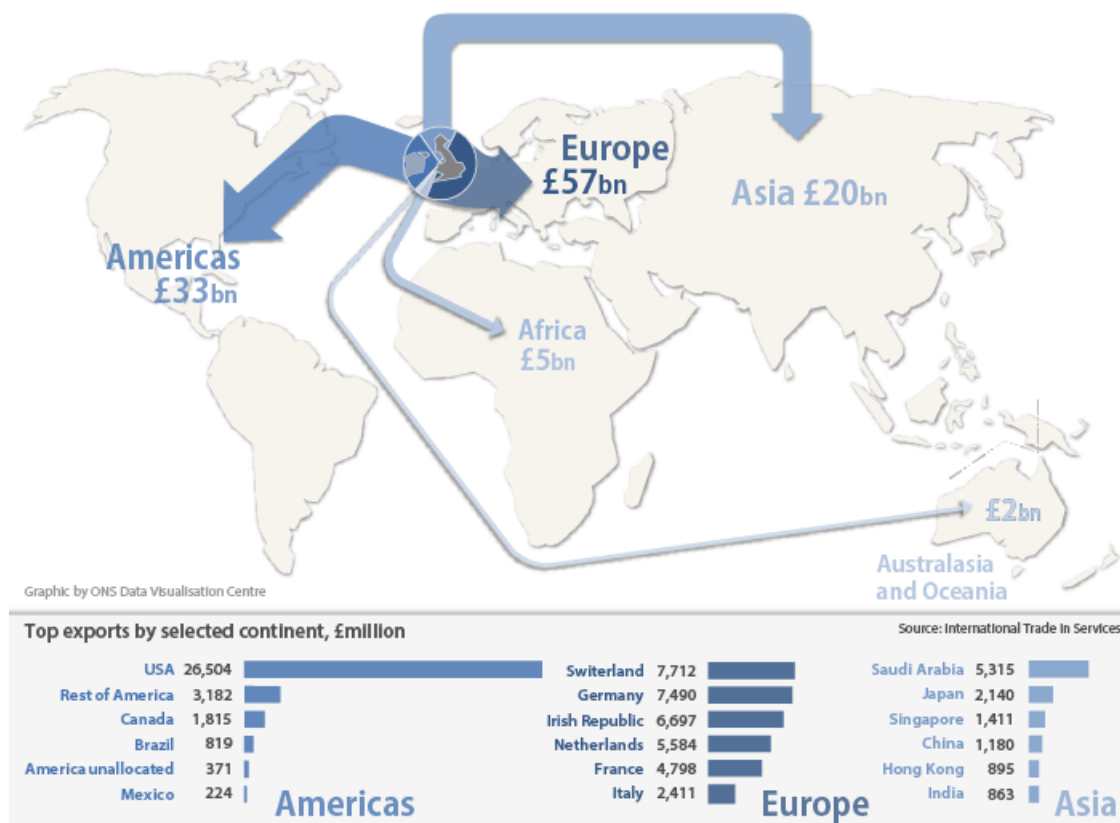 Europe
£57bn
Asia £20bn
Americas
£33bn
Africa
£5bn
£2bn
Australasia
and Oceania
Graphic by ONS Data Visualisation Centre
Top exports by selected continent, £million
Source: International Trade in Services
USA 26,504
Rest of America 3,182
Canada 1,815
Brazil 819
America unallocated 371
Mexico 224
Americas
Switerland 7,712
Germany 7,490
Irish Republic 6,697
Netherlands 5,584
France 4,798
Italy 2,411
Europe
Saudi Arabia 5,315
Japan 2,140
Singapore 1,411
China 1,180
Hong Kong 895
India 863
Asia